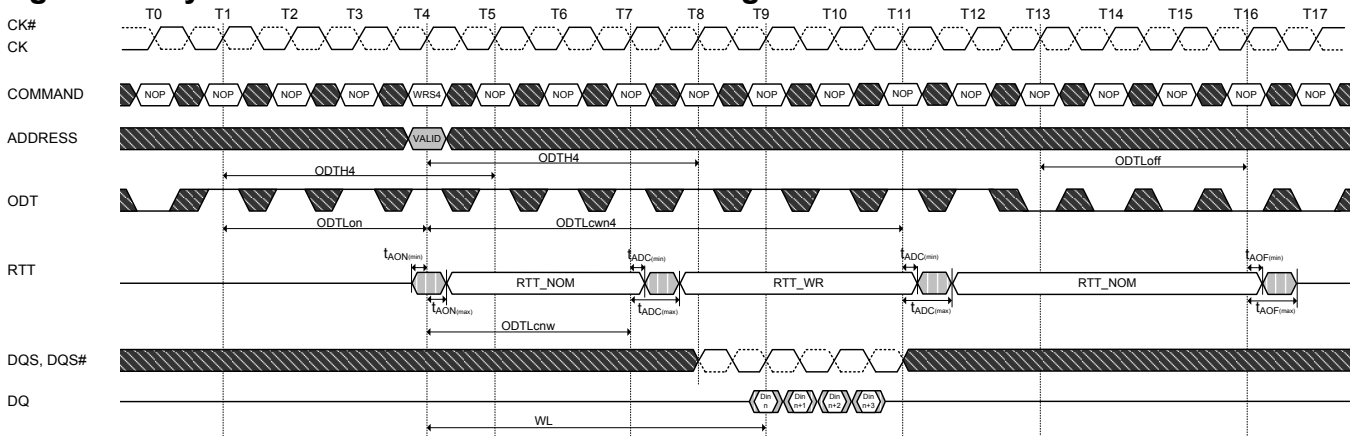 T0 T1 T2 T3 T4 T5 T6 T7 T8 T9 T10 T11 T12 T13 T14 T15 T16 T17
CK#
CK
COMMAND NOP NOP NOP NOP WRS4 NOP NOP NOP NOP NOP NOP NOP NOP NOP NOP NOP NOP NOP
ADDRESS VALID
ODTH4 ODTLoff
ODTH4
ODT
ODTLon ODTLcwn4
tAON(min) tADC(min) tADC(min) tAOF(min)
RTT RTT_NOM RTT_WR RTT_NOM
tAON(max) tADC(max) tADC(max) tAOF(max)
ODTLcnw
DQS, DQS#
DQ Din n Din n+1 Din n+2 Din n+3
WL